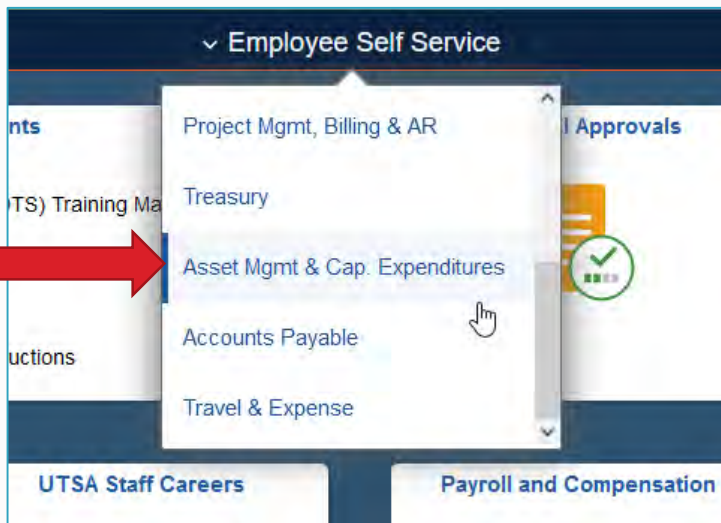 Employee Self Service
nts
Project Mgmt, Billing & AR
l Approvals
OTS) Training Ma
Treasury
Asset Mgmt & Cap. Expenditures
Accounts Payable
uctions
Travel & Expense
UTSA Staff Careers
Payroll and Compensation